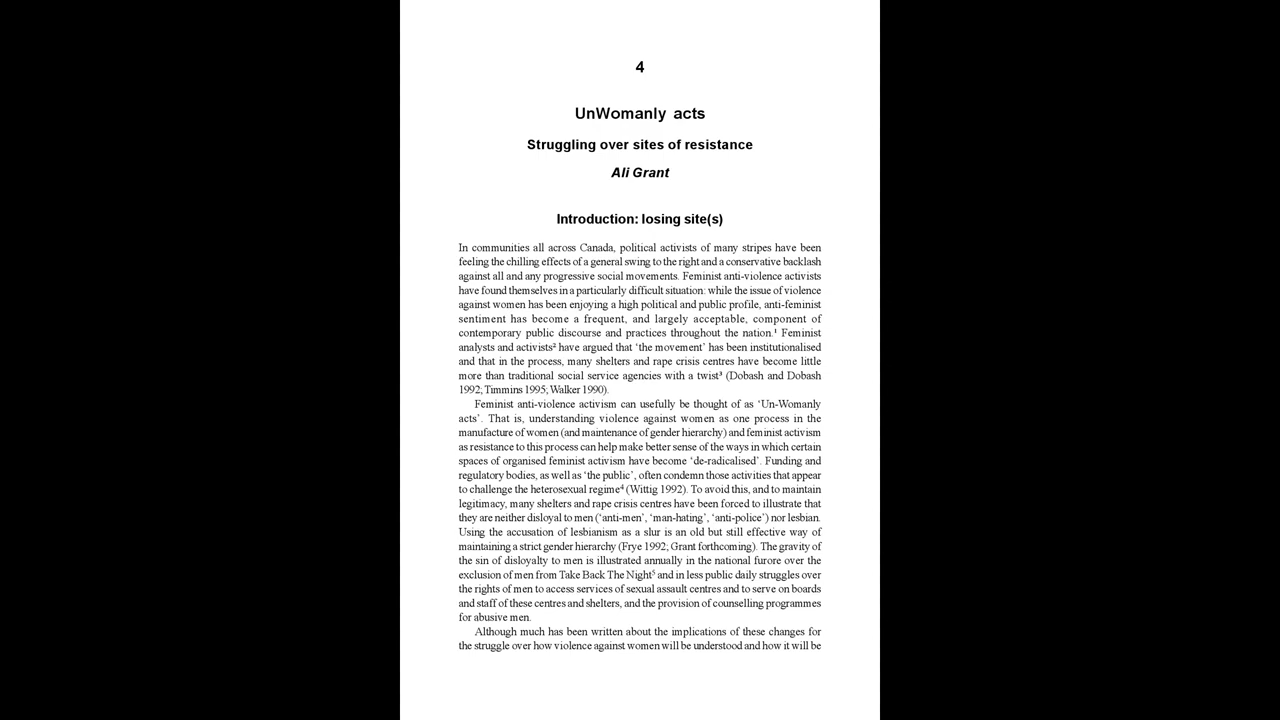 4
UnWomanly acts
Struggling over sites of resistance
Ali Grant
Introduction: losing site(s)
In communities all across Canada, political activists of many stripes have been
feeling the chilling effects of a general swing to the right and a conservative backlash
against all and any progressive social movements. Feminist anti-violence activists
have found themselves in a particularly difficult situation: while the issue of violence
against women has been enjoying a high political and public profile, anti-feminist
sentiment has become a frequent, and largely acceptable, component of
contemporary public discourse and practices throughout the nation.¹ Feminist
analysts and activists² have argued that ‘the movement’ has been institutionalised
and that in the process, many shelters and rape crisis centres have become little
more than traditional social service agencies with a twist³ (Dobash and Dobash
1992; Timmins 1995; Walker 1990).
Feminist anti-violence activism can usefully be thought of as ‘Un-Womanly
acts’. That is, understanding violence against women as one process in the
manufacture of women (and maintenance of gender hierarchy) and feminist activism
as resistance to this process can help make better sense of the ways in which certain
spaces of organised feminist activism have become ‘de-radicalised’. Funding and
regulatory bodies, as well as ‘the public’, often condemn those activities that appear
to challenge the heterosexual regime⁴ (Wittig 1992). To avoid this, and to maintain
legitimacy, many shelters and rape crisis centres have been forced to illustrate that
they are neither disloyal to men (‘anti-men’, ‘man-hating’, ‘anti-police’) nor lesbian.
Using the accusation of lesbianism as a slur is an old but still effective way of
maintaining a strict gender hierarchy (Frye 1992; Grant forthcoming). The gravity of
the sin of disloyalty to men is illustrated annually in the national furore over the
exclusion of men from Take Back The Night⁵ and in less public daily struggles over
the rights of men to access services of sexual assault centres and to serve on boards
and staff of these centres and shelters, and the provision of counselling programmes
for abusive men.
Although much has been written about the implications of these changes for
the struggle over how violence against women will be understood and how it will be